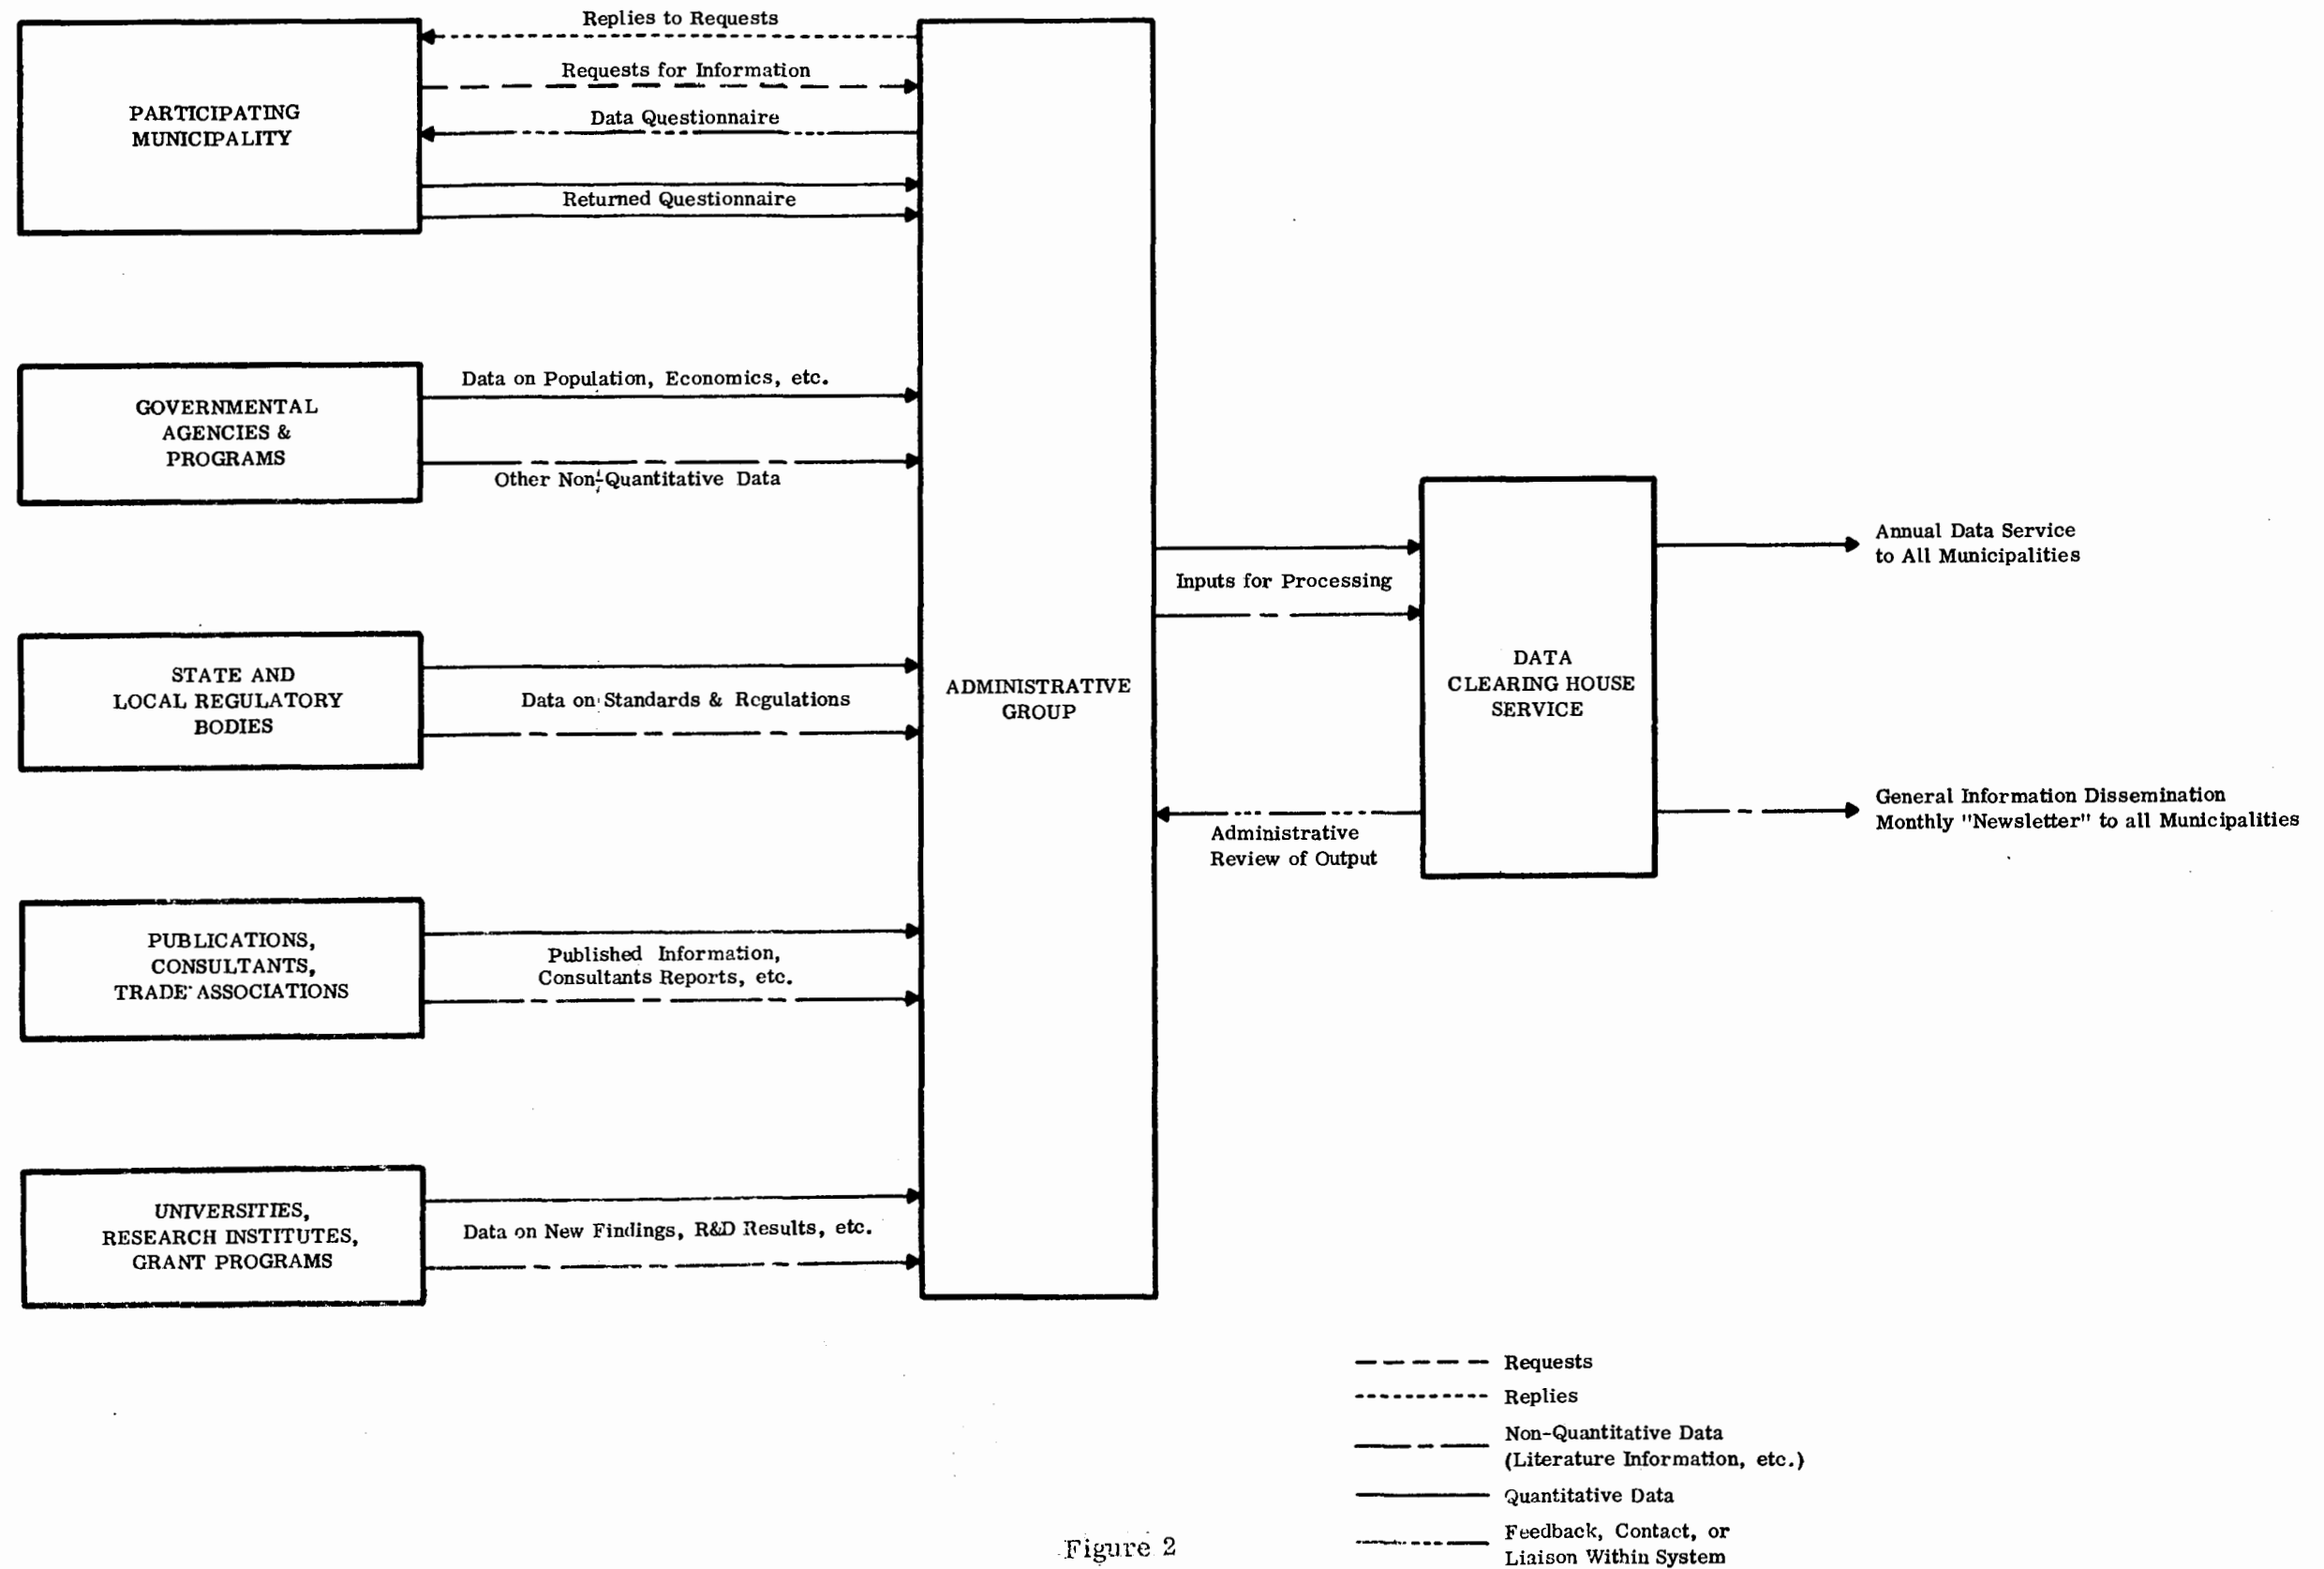 Replies to Requests
Requests for Information
Data Questionnaire
Returned Questionnaire
PARTICIPATING
MUNICIPALITY
GOVERNMENTAL
AGENCIES &
PROGRAMS
Data on Population, Economics, etc.
Other Non-Quantitative Data
STATE AND
LOCAL REGULATORY
BODIES
Data on Standards & Regulations
PUBLICATIONS,
CONSULTANTS,
TRADE ASSOCIATIONS
Published Information,
Consultants Reports, etc.
UNIVERSITIES,
RESEARCH INSTITUTES,
GRANT PROGRAMS
Data on New Findings, R&D Results, etc.
ADMINISTRATIVE
GROUP
Inputs for Processing
Administrative
Review of Output
DATA
CLEARING HOUSE
SERVICE
Annual Data Service
to All Municipalities
General Information Dissemination
Monthly "Newsletter" to all Municipalities
Requests
Replies
Non-Quantitative Data
(Literature Information, etc.)
Quantitative Data
Feedback, Contact, or
Liaison Within System
Figure 2